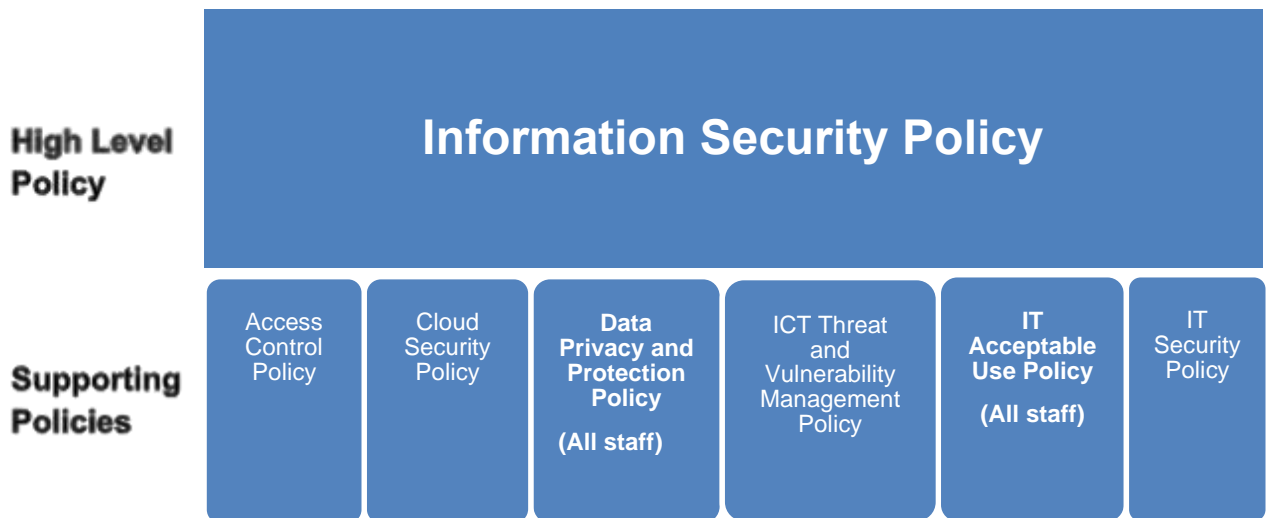 High Level
Policy
Information Security Policy
Supporting
Policies
Access
Control
Policy
Cloud
Security
Policy
Data
Privacy and
Protection
Policy
(All staff)
ICT Threat
and
Vulnerability
Management
Policy
IT
Acceptable
Use Policy
(All staff)
IT
Security
Policy